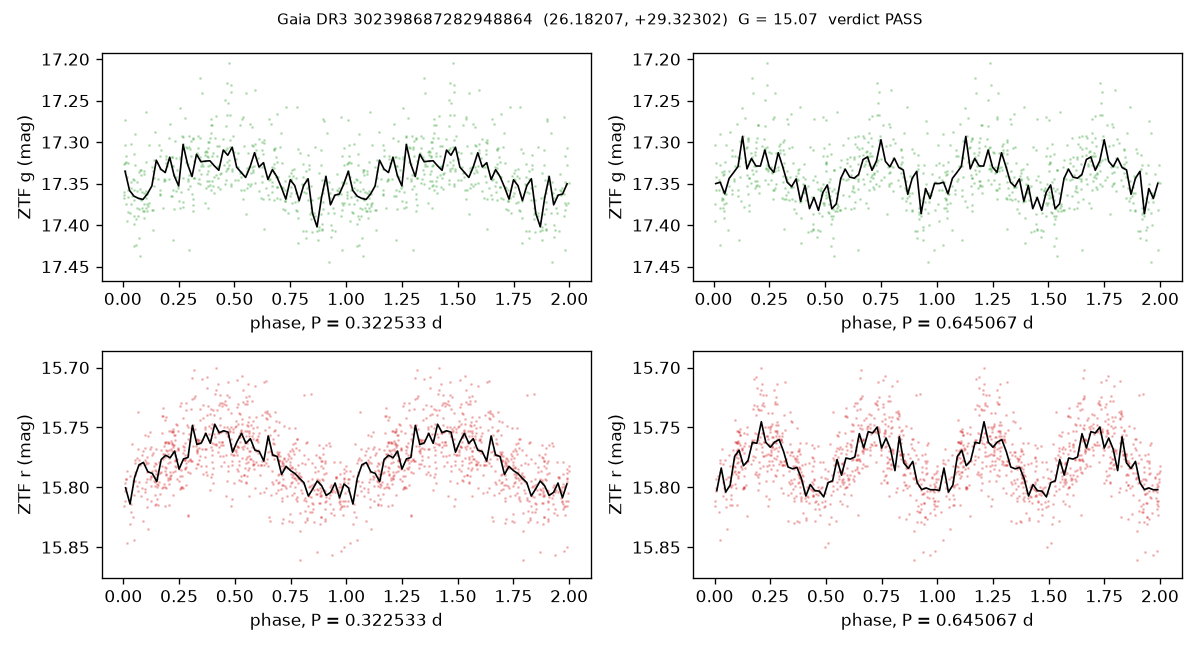 Gaia DR3 302398687282948864  (26.18207, +29.32302)  G = 15.07  verdict PASS
ZTF g (mag)
17.20
17.25
17.30
17.35
17.40
17.45
0.00 0.25 0.50 0.75 1.00 1.25 1.50 1.75 2.00
phase, P = 0.322533 d
ZTF g (mag)
17.20
17.25
17.30
17.35
17.40
17.45
0.00 0.25 0.50 0.75 1.00 1.25 1.50 1.75 2.00
phase, P = 0.645067 d
ZTF r (mag)
15.70
15.75
15.80
15.85
0.00 0.25 0.50 0.75 1.00 1.25 1.50 1.75 2.00
phase, P = 0.322533 d
ZTF r (mag)
15.70
15.75
15.80
15.85
0.00 0.25 0.50 0.75 1.00 1.25 1.50 1.75 2.00
phase, P = 0.645067 d